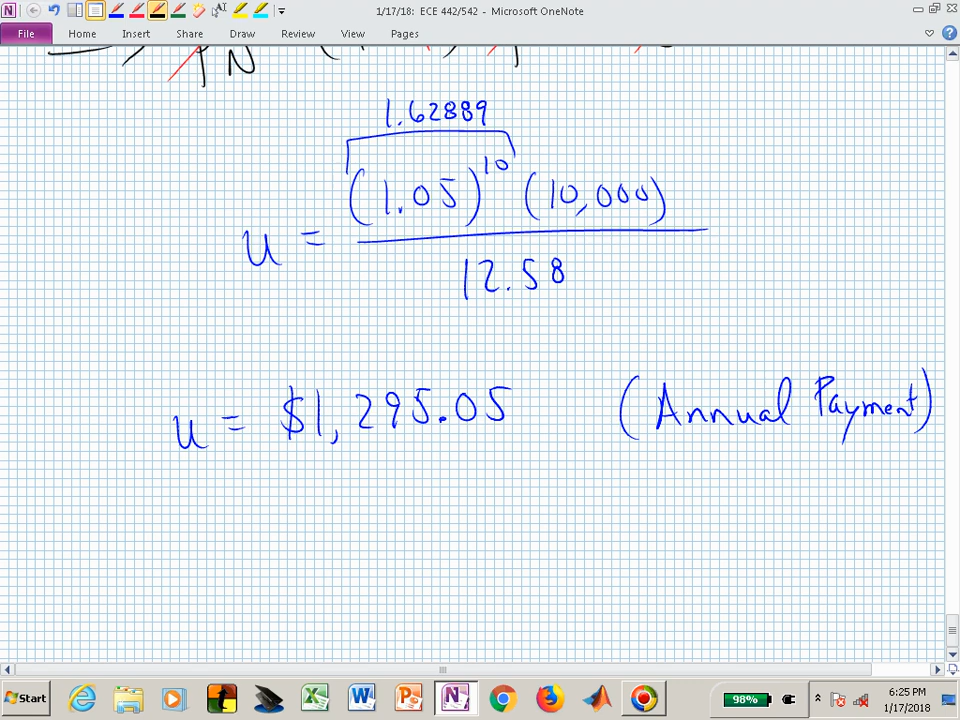 1/17/18: ECE 442/542 - Microsoft OneNote
File Home Insert Share Draw Review View Pages
N
1.62889
u = (1.05)^10 (10,000)
12.58
u = $1,295.05 (Annual Payment)
Start
98%
6:25 PM
1/17/2018